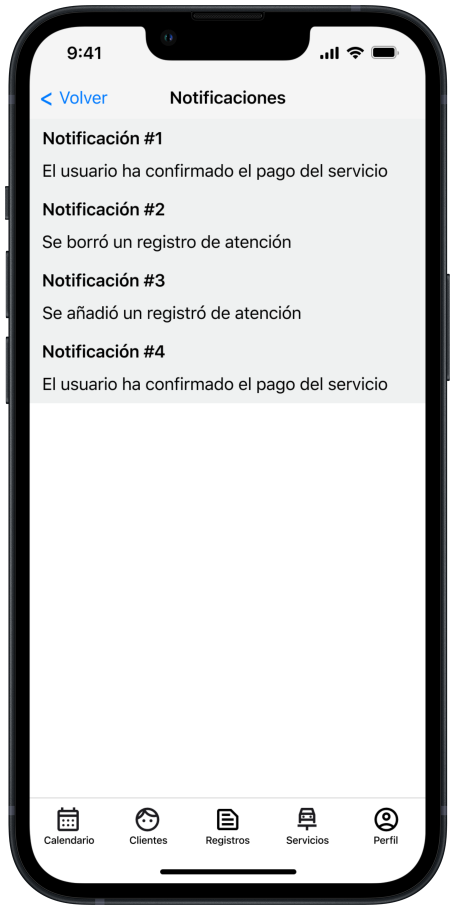 9:41
< Volver
Notificaciones
Notificación #1
El usuario ha confirmado el pago del servicio
Notificación #2
Se borró un registro de atención
Notificación #3
Se añadió un registró de atención
Notificación #4
El usuario ha confirmado el pago del servicio
Calendario
Clientes
Registros
Servicios
Perfil